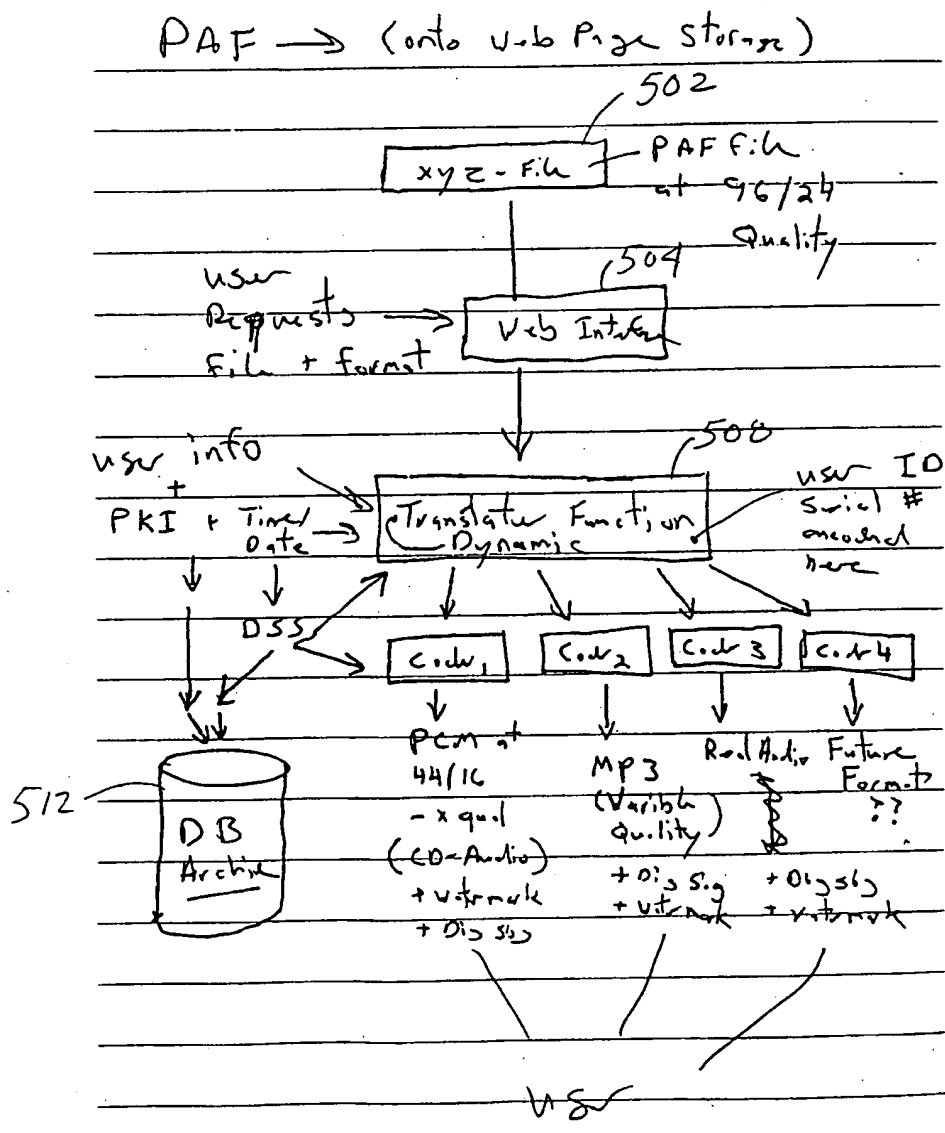 PAF → (onto Web Page Storage)
502
xyz - File
PAF file
at 96/24
Quality
504
user
Requests
File + format
Web Interface
508
user info
+
PKI + Time/
Date
Translator Function
Dynamic
user ID
Serial #
encoded
here
DSS
Codec 1
Codec 2
Codec 3
Codec 4
PCM at
44/16
- x qual
(CD-Audio)
+ watermark
+ Dig sig
MP3
(Variable
Quality)
+ Dig Sig
+ Watermark
Real Audio
+ Dig sig
+ watermark
Future
Format
??
512
DB
Archive
user